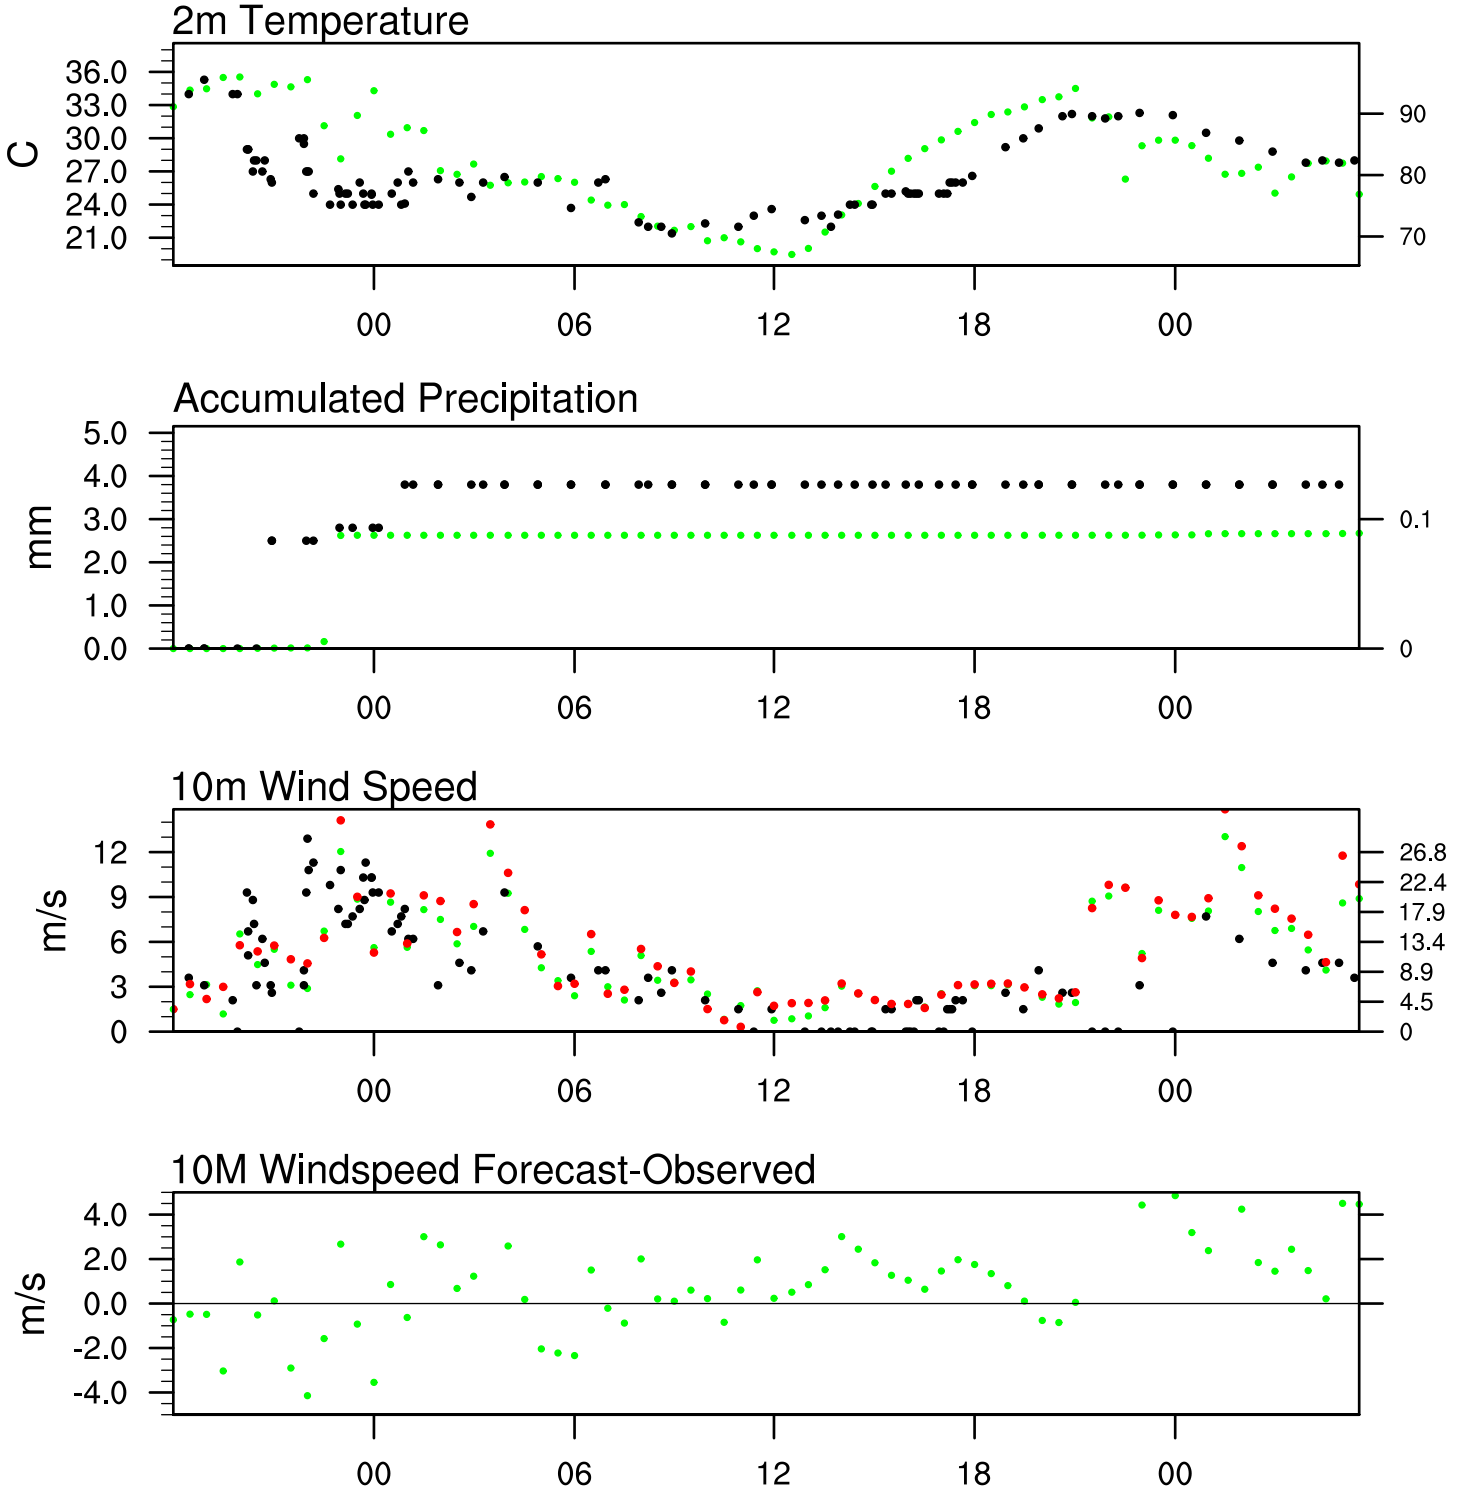 2m Temperature
36.0
33.0
30.0
27.0
24.0
21.0
C
90
80
70
00 06 12 18 00
Accumulated Precipitation
5.0
4.0
3.0
2.0
1.0
0.0
mm
0.1
0
00 06 12 18 00
10m Wind Speed
12
9
6
3
0
m/s
26.8
22.4
17.9
13.4
8.9
4.5
0
00 06 12 18 00
10M Windspeed Forecast-Observed
4.0
2.0
0.0
-2.0
-4.0
m/s
00 06 12 18 00